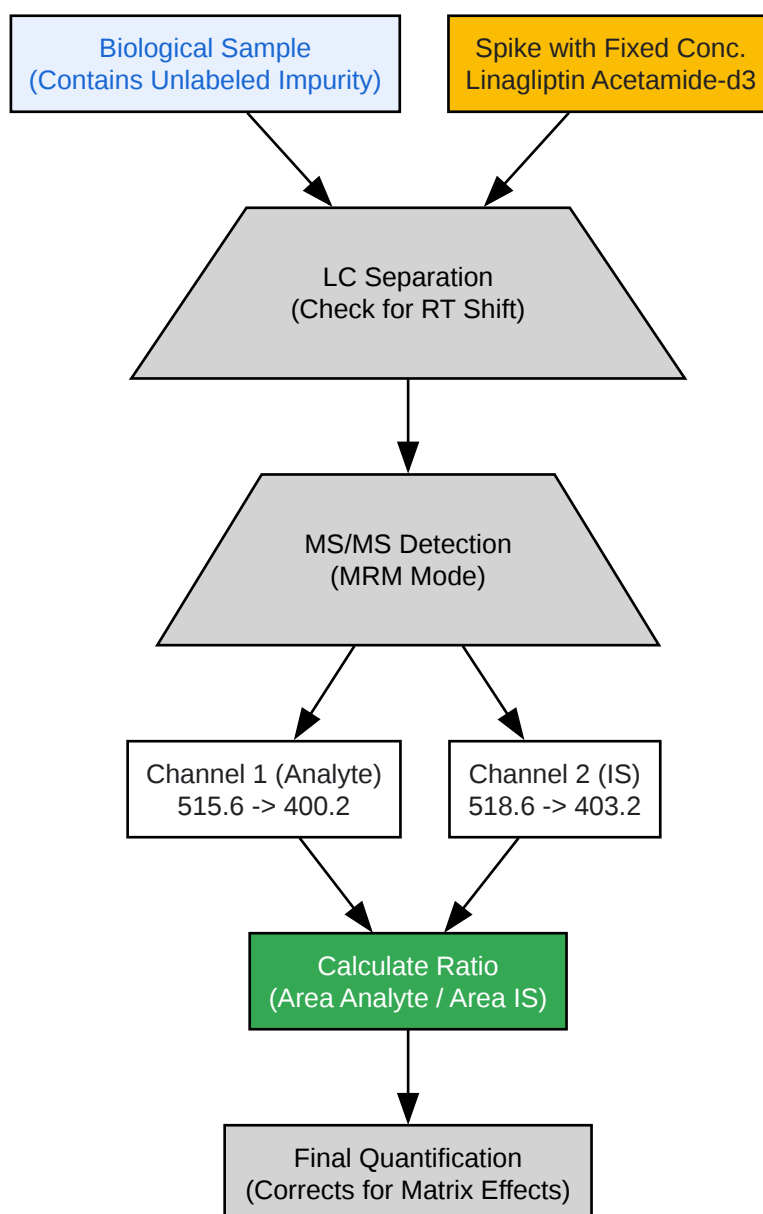 Biological Sample
(Contains Unlabeled Impurity)
Spike with Fixed Conc.
Linagliptin Acetamide-d3
LC Separation
(Check for RT Shift)
MS/MS Detection
(MRM Mode)
Channel 1 (Analyte)
515.6 -> 400.2
Channel 2 (IS)
518.6 -> 403.2
Calculate Ratio
(Area Analyte / Area IS)
Final Quantification
(Corrects for Matrix Effects)